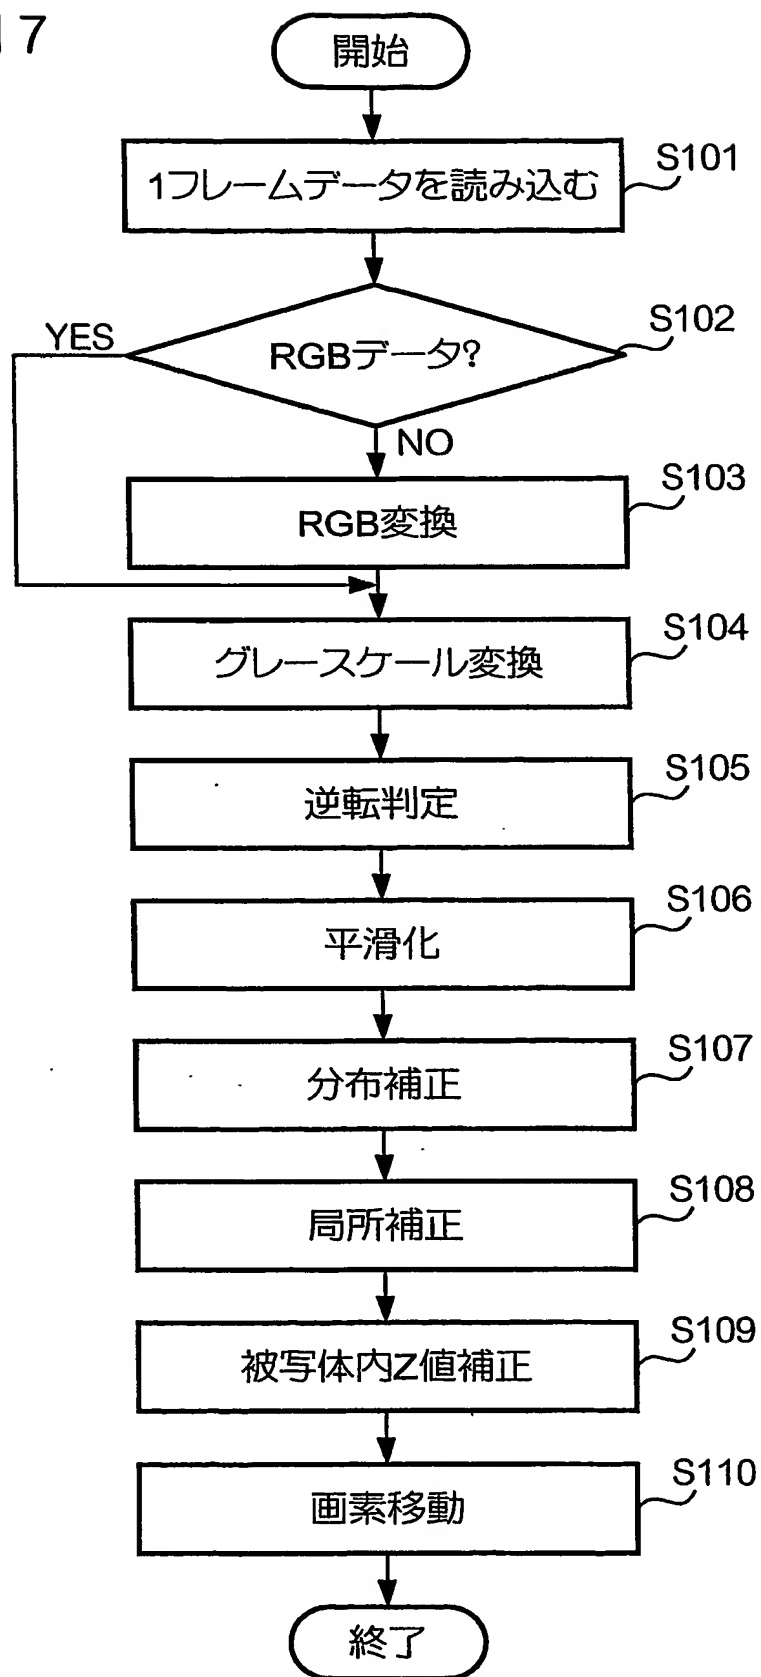 7
開始
1フレームデータを読み込む
S101
RGBデータ?
S102
YES
NO
RGB変換
S103
グレースケール変換
S104
逆転判定
S105
平滑化
S106
分布補正
S107
局所補正
S108
被写体内Z値補正
S109
画素移動
S110
終了